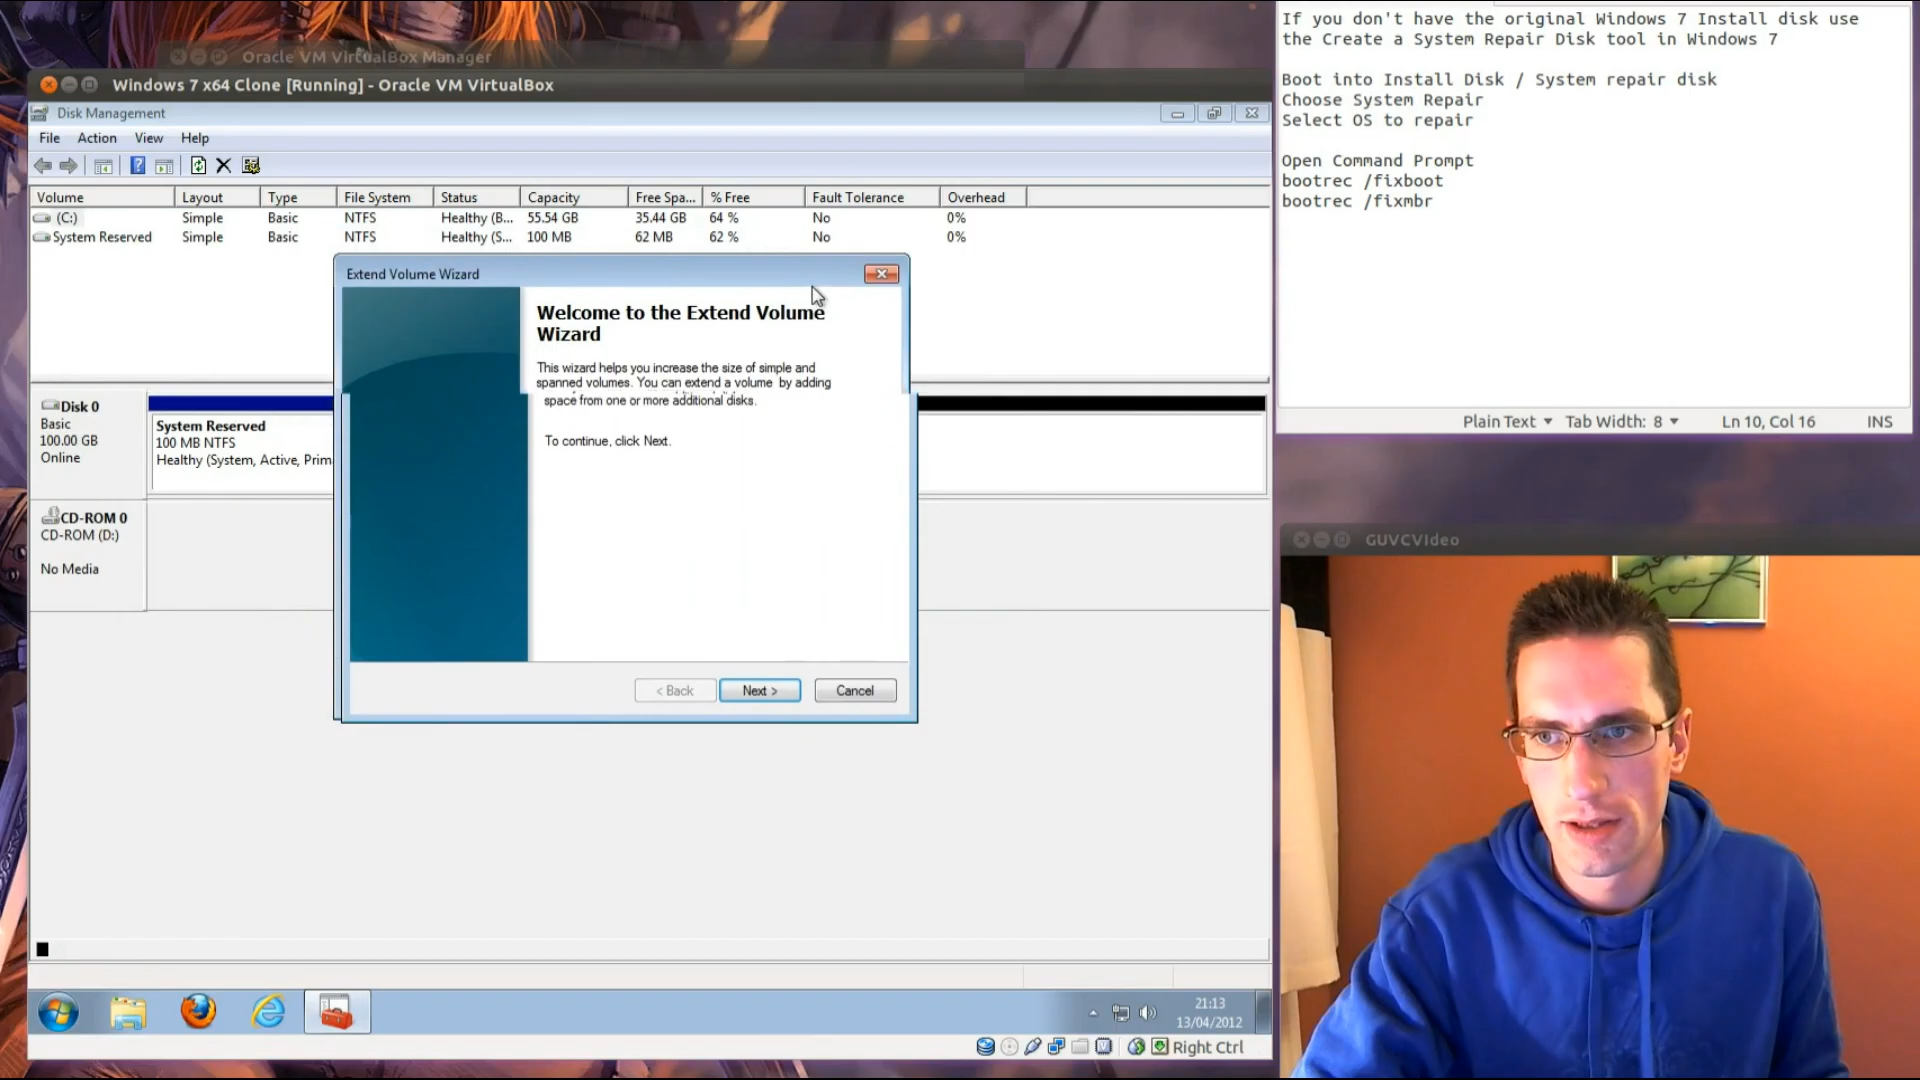 Oracle VM VirtualBox Manager
Windows 7 x64 Clone [Running] - Oracle VM VirtualBox
Disk Management
File Action View Help
Volume Layout Type File System Status Capacity Free Spa... % Free Fault Tolerance Overhead
(C:) Simple Basic NTFS Healthy (B... 55.54 GB 35.44 GB 64 % No 0%
System Reserved Simple Basic NTFS Healthy (S... 100 MB 62 MB 62 % No 0%
Extend Volume Wizard
Welcome to the Extend Volume
Wizard
This wizard helps you increase the size of simple and
spanned volumes. You can extend a volume by adding
space from one or more additional disks.
To continue, click Next.
< Back Next > Cancel
Disk 0
Basic
100.00 GB
Online
System Reserved
100 MB NTFS
Healthy (System, Active, Prim
CD-ROM 0
CD-ROM (D:)
No Media
21:13
13/04/2012
Right Ctrl
If you don't have the original Windows 7 Install disk use
the Create a System Repair Disk tool in Windows 7
Boot into Install Disk / System repair disk
Choose System Repair
Select OS to repair
Open Command Prompt
bootrec /fixboot
bootrec /fixmbr
Plain Text Tab Width: 8 Ln 10, Col 16 INS
GUVCVIdeo